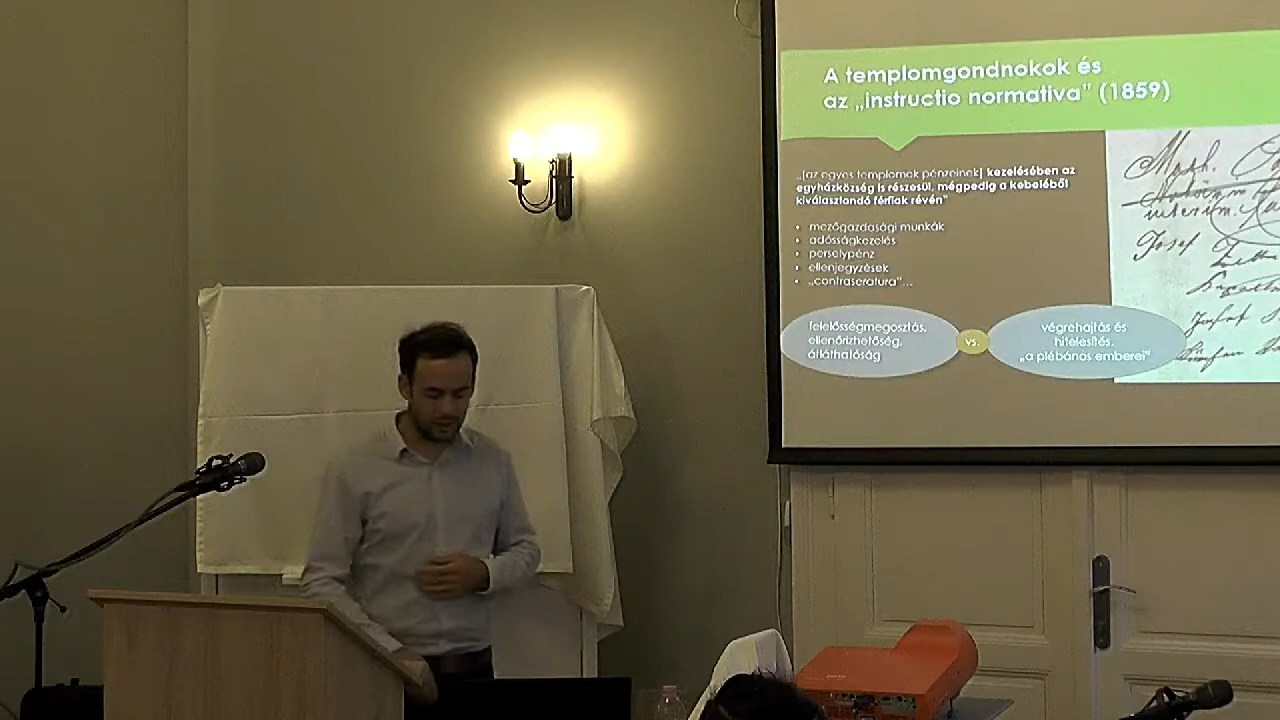 A templomgondnokok és
az „instructio normativa” (1859)
„[az egyes templomok pénzeinek] kezelésében az
egyházközség is részesül, mégpedig a kebeléből
kiválasztandó férfiak révén”
• mezőgazdasági munkák
• adósságkezelés
• perselypénz
• ellenjegyzések
• „contraseratura”...
felelősségmegosztás,
ellenőrizhetőség,
átláthatóság
vs.
végrehajtás és
hitelesítés,
„a plébános emberei”
Josef